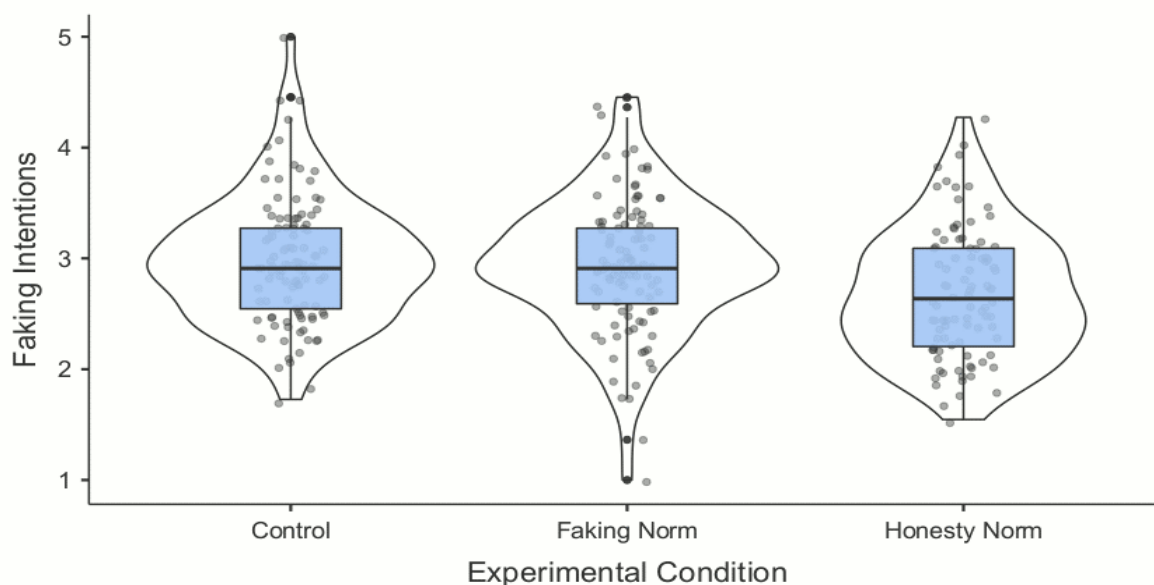 Faking Intentions
5
4
3
2
1
Control Faking Norm Honesty Norm
Experimental Condition